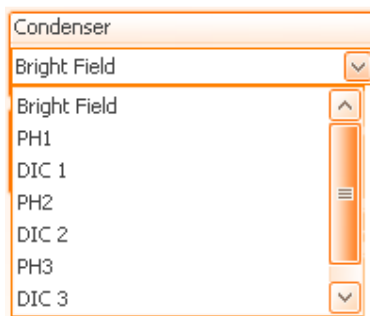 Condenser
Bright Field
Bright Field
PH1
DIC 1
PH2
DIC 2
PH3
DIC 3